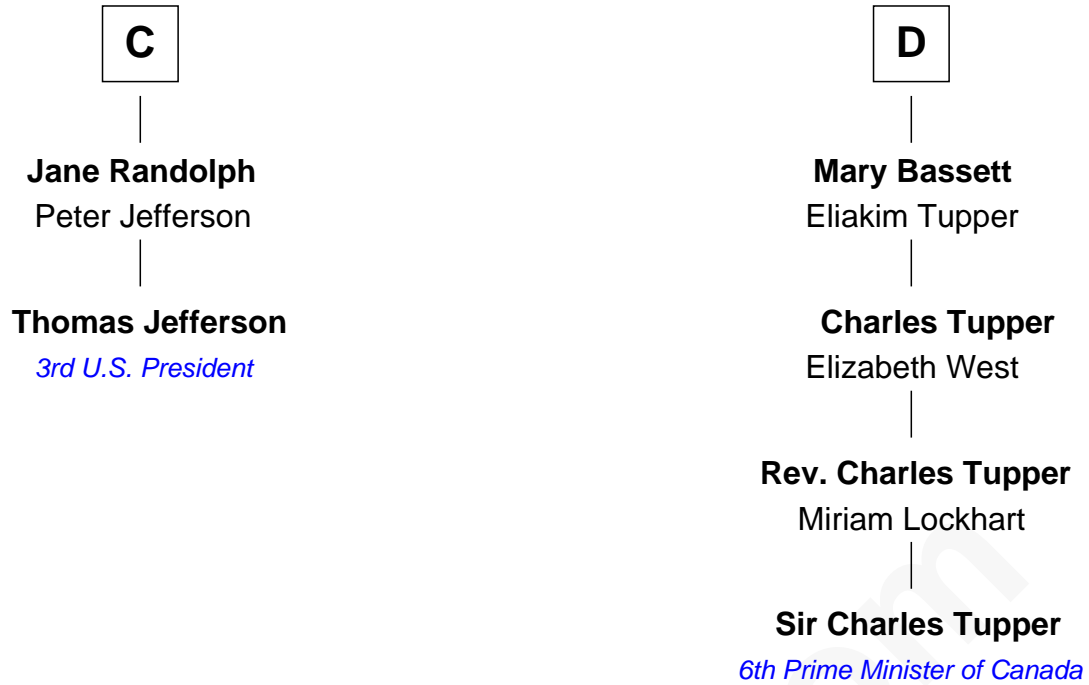 C
Jane Randolph
Peter Jefferson
Thomas Jefferson
3rd U.S. President
D
Mary Bassett
Eliakim Tupper
Charles Tupper
Elizabeth West
Rev. Charles Tupper
Miriam Lockhart
Sir Charles Tupper
6th Prime Minister of Canada